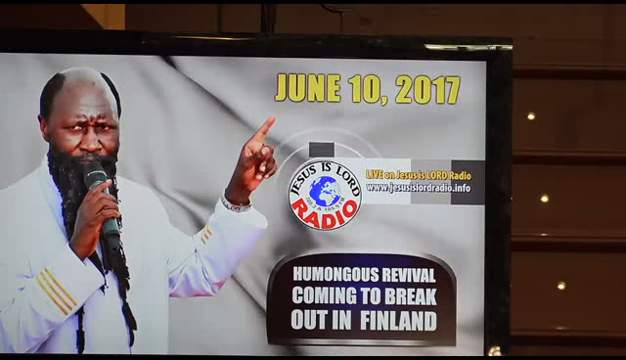 JUNE 10, 2017
JESUS IS LORD
RADIO
LIVE on Jesus is LORD Radio
www.jesusislordradio.info
HUMONGOUS REVIVAL
COMING TO BREAK
OUT IN FINLAND